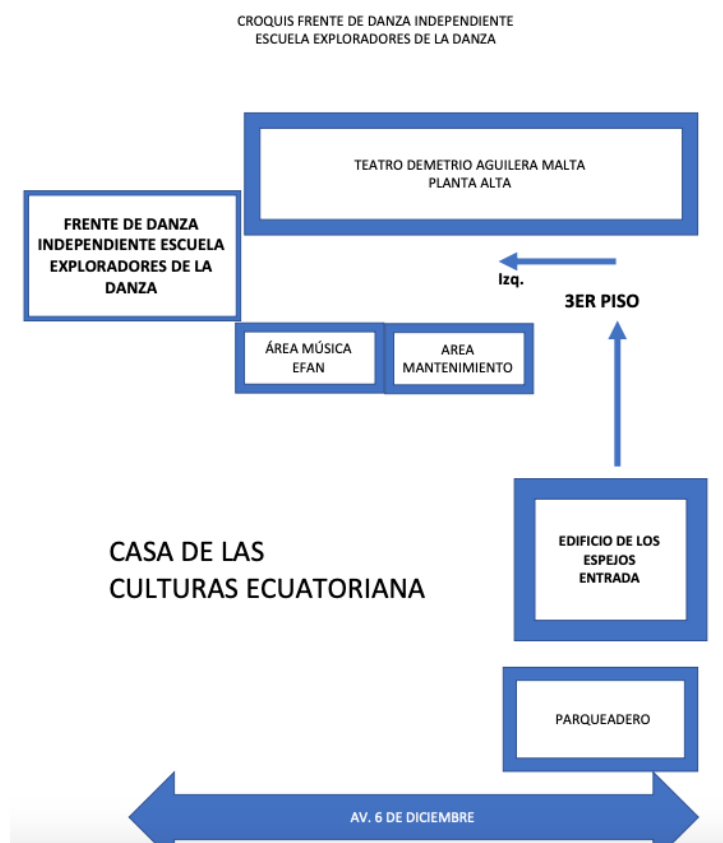 CROQUIS FRENTE DE DANZA INDEPENDIENTE
ESCUELA EXPLORADORES DE LA DANZA
TEATRO DEMETRIO AGUILERA MALTA
PLANTA ALTA
FRENTE DE DANZA
INDEPENDIENTE ESCUELA
EXPLORADORES DE LA
DANZA
Izq.
3ER PISO
ÁREA MÚSICA
EFAN
AREA
MANTENIMIENTO
EDIFICIO DE LOS
ESPEJOS
ENTRADA
CASA DE LAS
CULTURAS ECUATORIANA
PARQUEADERO
AV. 6 DE DICIEMBRE